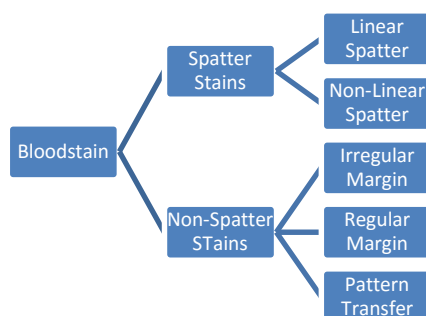 Linear
Spatter
Spatter
Stains
Non-Linear
Spatter
Bloodstain
Irregular
Margin
Non-Spatter
STains
Regular
Margin
Pattern
Transfer